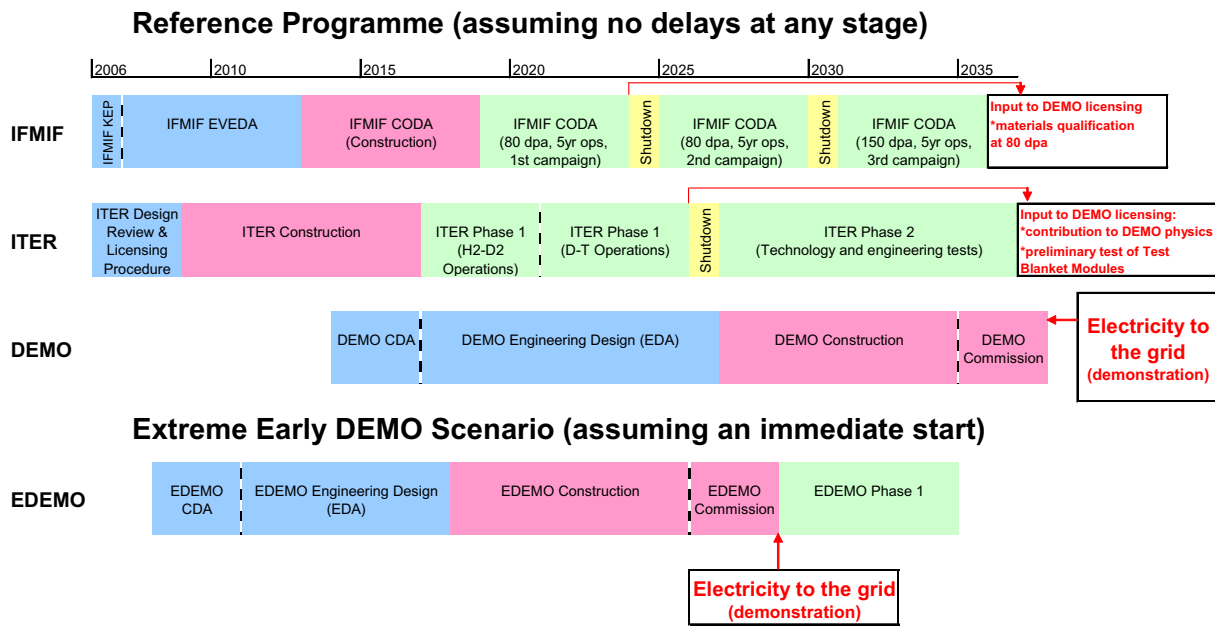 Reference Programme (assuming no delays at any stage)
2006 2010 2015 2020 2025 2030 2035
IFMIF
IFMIF KEP
IFMIF EVEDA
IFMIF CODA
(Construction)
IFMIF CODA
(80 dpa, 5yr ops,
1st campaign)
Shutdown
IFMIF CODA
(80 dpa, 5yr ops,
2nd campaign)
Shutdown
IFMIF CODA
(150 dpa, 5yr ops,
3rd campaign)
Input to DEMO licensing
*materials qualification
at 80 dpa
ITER
ITER Design
Review &
Licensing
Procedure
ITER Construction
ITER Phase 1
(H2-D2
Operations)
ITER Phase 1
(D-T Operations)
Shutdown
ITER Phase 2
(Technology and engineering tests)
Input to DEMO licensing:
*contribution to DEMO physics
*preliminary test of Test
Blanket Modules
DEMO
DEMO CDA
DEMO Engineering Design (EDA)
DEMO Construction
DEMO
Commission
Electricity to
the grid
(demonstration)
Extreme Early DEMO Scenario (assuming an immediate start)
EDEMO
EDEMO
CDA
EDEMO Engineering Design
(EDA)
EDEMO Construction
EDEMO
Commission
EDEMO Phase 1
Electricity to the grid
(demonstration)